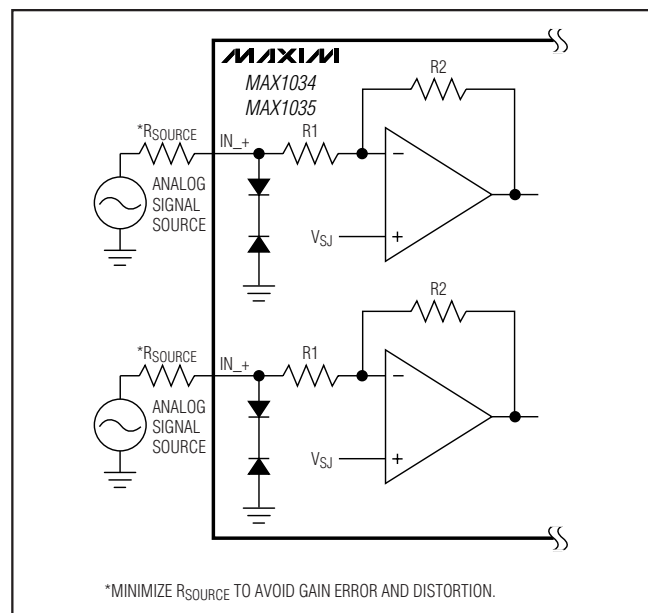 MAXIM
MAX1034
MAX1035
R2
*RSOURCE
IN_+
R1
ANALOG
SIGNAL
SOURCE
−
VSJ
+
R2
*RSOURCE
IN_+
R1
ANALOG
SIGNAL
SOURCE
−
VSJ
+
*MINIMIZE RSOURCE TO AVOID GAIN ERROR AND DISTORTION.